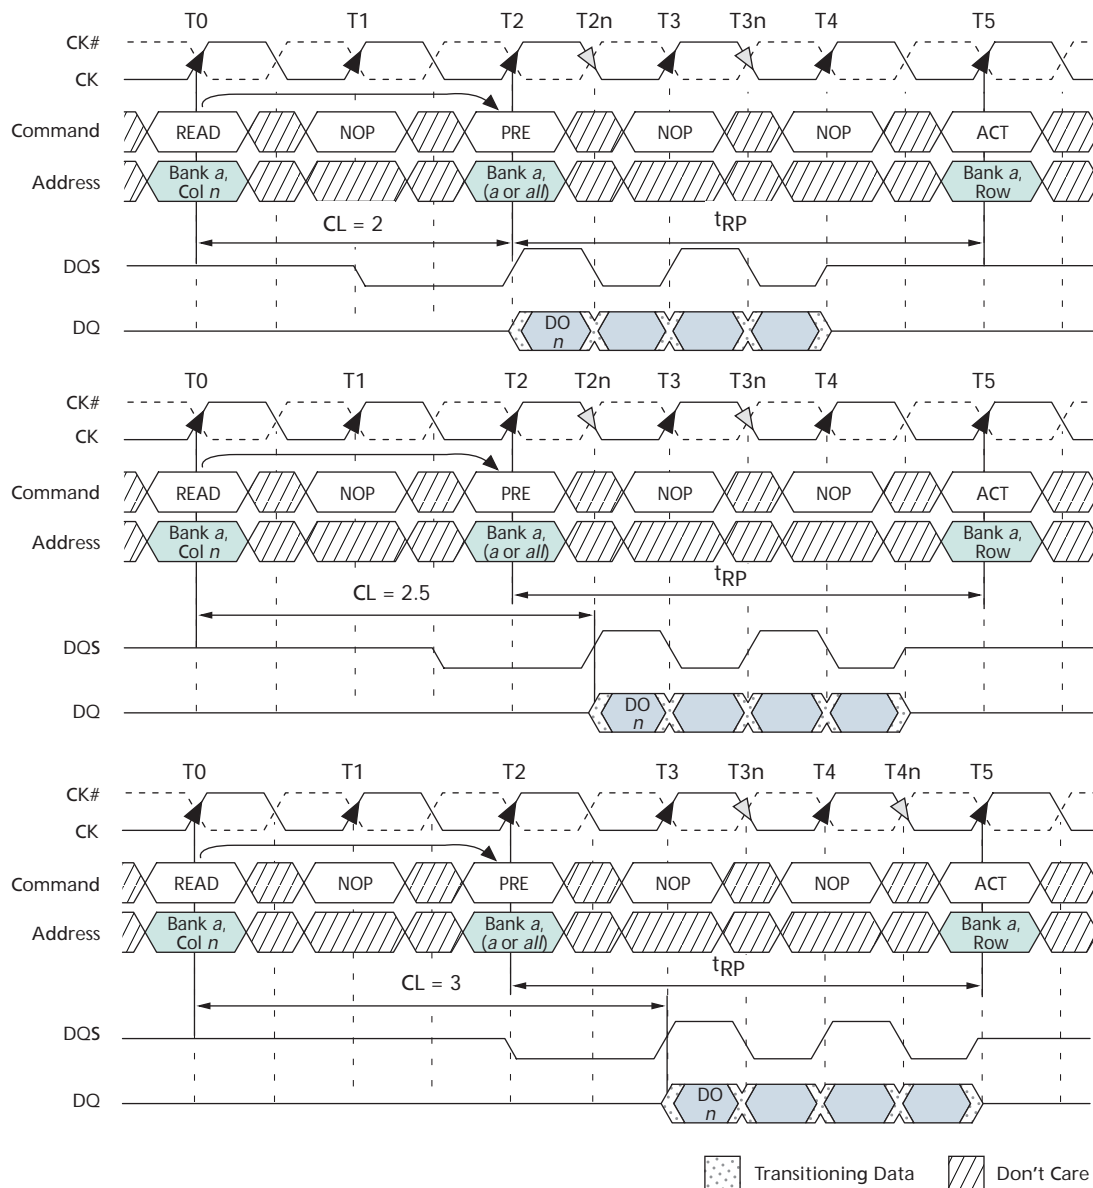 T0 T1 T2 T2n T3 T3n T4 T5
CK#
CK
Command READ NOP PRE NOP NOP ACT
Address Bank a, Col n Bank a, (a or all) Bank a, Row
CL = 2 tRP
DQS
DQ DO n
T0 T1 T2 T2n T3 T3n T4 T5
CK#
CK
Command READ NOP PRE NOP NOP ACT
Address Bank a, Col n Bank a, (a or all) Bank a, Row
CL = 2.5 tRP
DQS
DQ DO n
T0 T1 T2 T3 T3n T4 T4n T5
CK#
CK
Command READ NOP PRE NOP NOP ACT
Address Bank a, Col n Bank a, (a or all) Bank a, Row
CL = 3 tRP
DQS
DQ DO n
Transitioning Data Don't Care